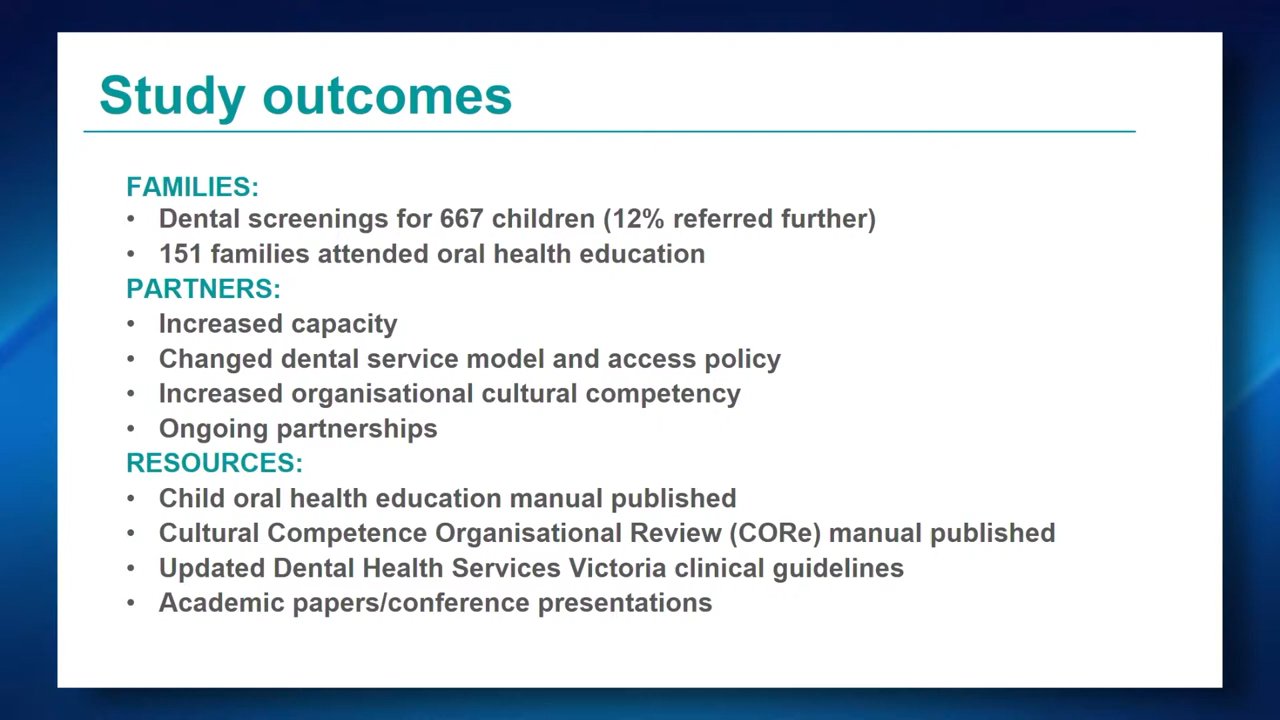 Study outcomes
FAMILIES:
• Dental screenings for 667 children (12% referred further)
• 151 families attended oral health education
PARTNERS:
• Increased capacity
• Changed dental service model and access policy
• Increased organisational cultural competency
• Ongoing partnerships
RESOURCES:
• Child oral health education manual published
• Cultural Competence Organisational Review (CORe) manual published
• Updated Dental Health Services Victoria clinical guidelines
• Academic papers/conference presentations